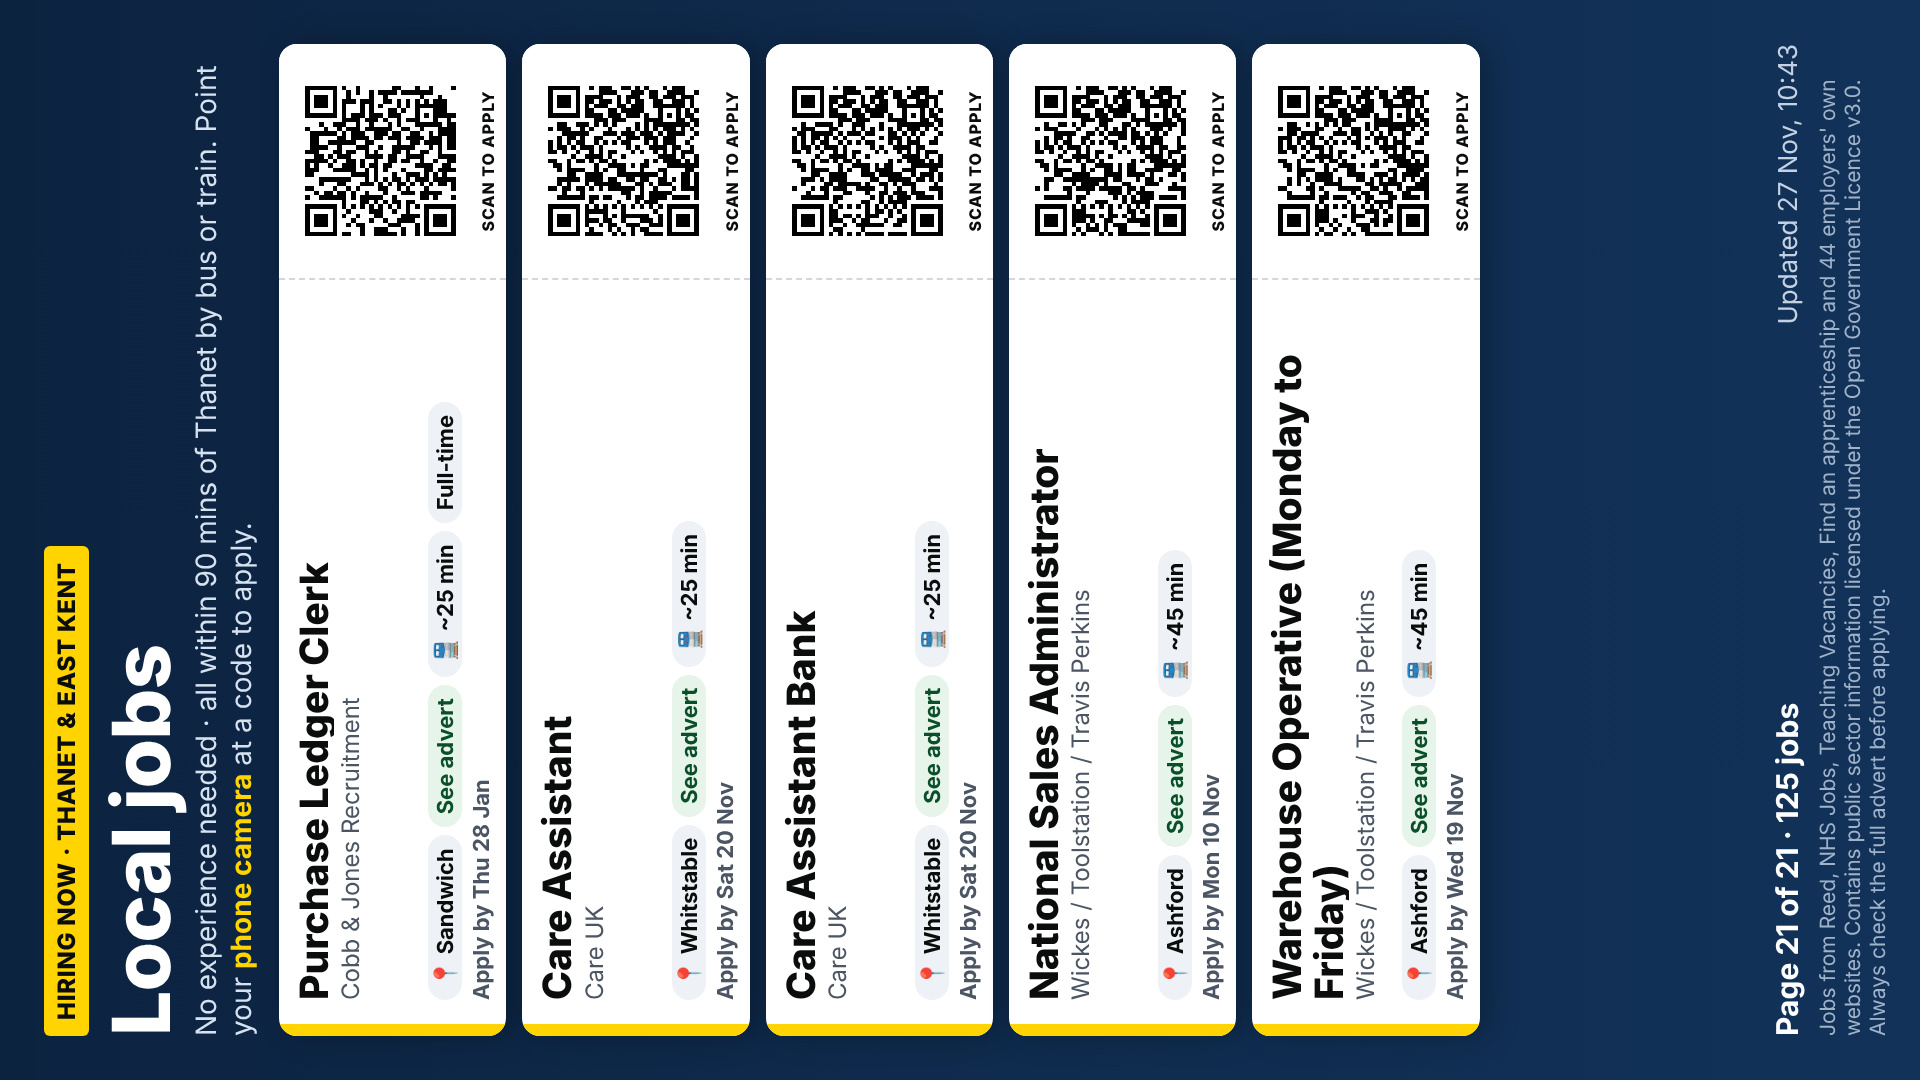 HIRING NOW · THANET & EAST KENT
Local jobs
No experience needed · all within 90 mins of Thanet by bus or train. Point
your phone camera at a code to apply.
Purchase Ledger Clerk
Cobb & Jones Recruitment
Sandwich See advert ~25 min Full-time
Apply by Thu 28 Jan
SCAN TO APPLY
Care Assistant
Care UK
Whitstable See advert ~25 min
Apply by Sat 20 Nov
SCAN TO APPLY
Care Assistant Bank
Care UK
Whitstable See advert ~25 min
Apply by Sat 20 Nov
SCAN TO APPLY
National Sales Administrator
Wickes / Toolstation / Travis Perkins
Ashford See advert ~45 min
Apply by Mon 10 Nov
SCAN TO APPLY
Warehouse Operative (Monday to
Friday)
Wickes / Toolstation / Travis Perkins
Ashford See advert ~45 min
Apply by Wed 19 Nov
SCAN TO APPLY
Page 21 of 21 · 125 jobs Updated 27 Nov, 10:43
Jobs from Reed, NHS Jobs, Teaching Vacancies, Find an apprenticeship and 44 employers' own
websites. Contains public sector information licensed under the Open Government Licence v3.0.
Always check the full advert before applying.